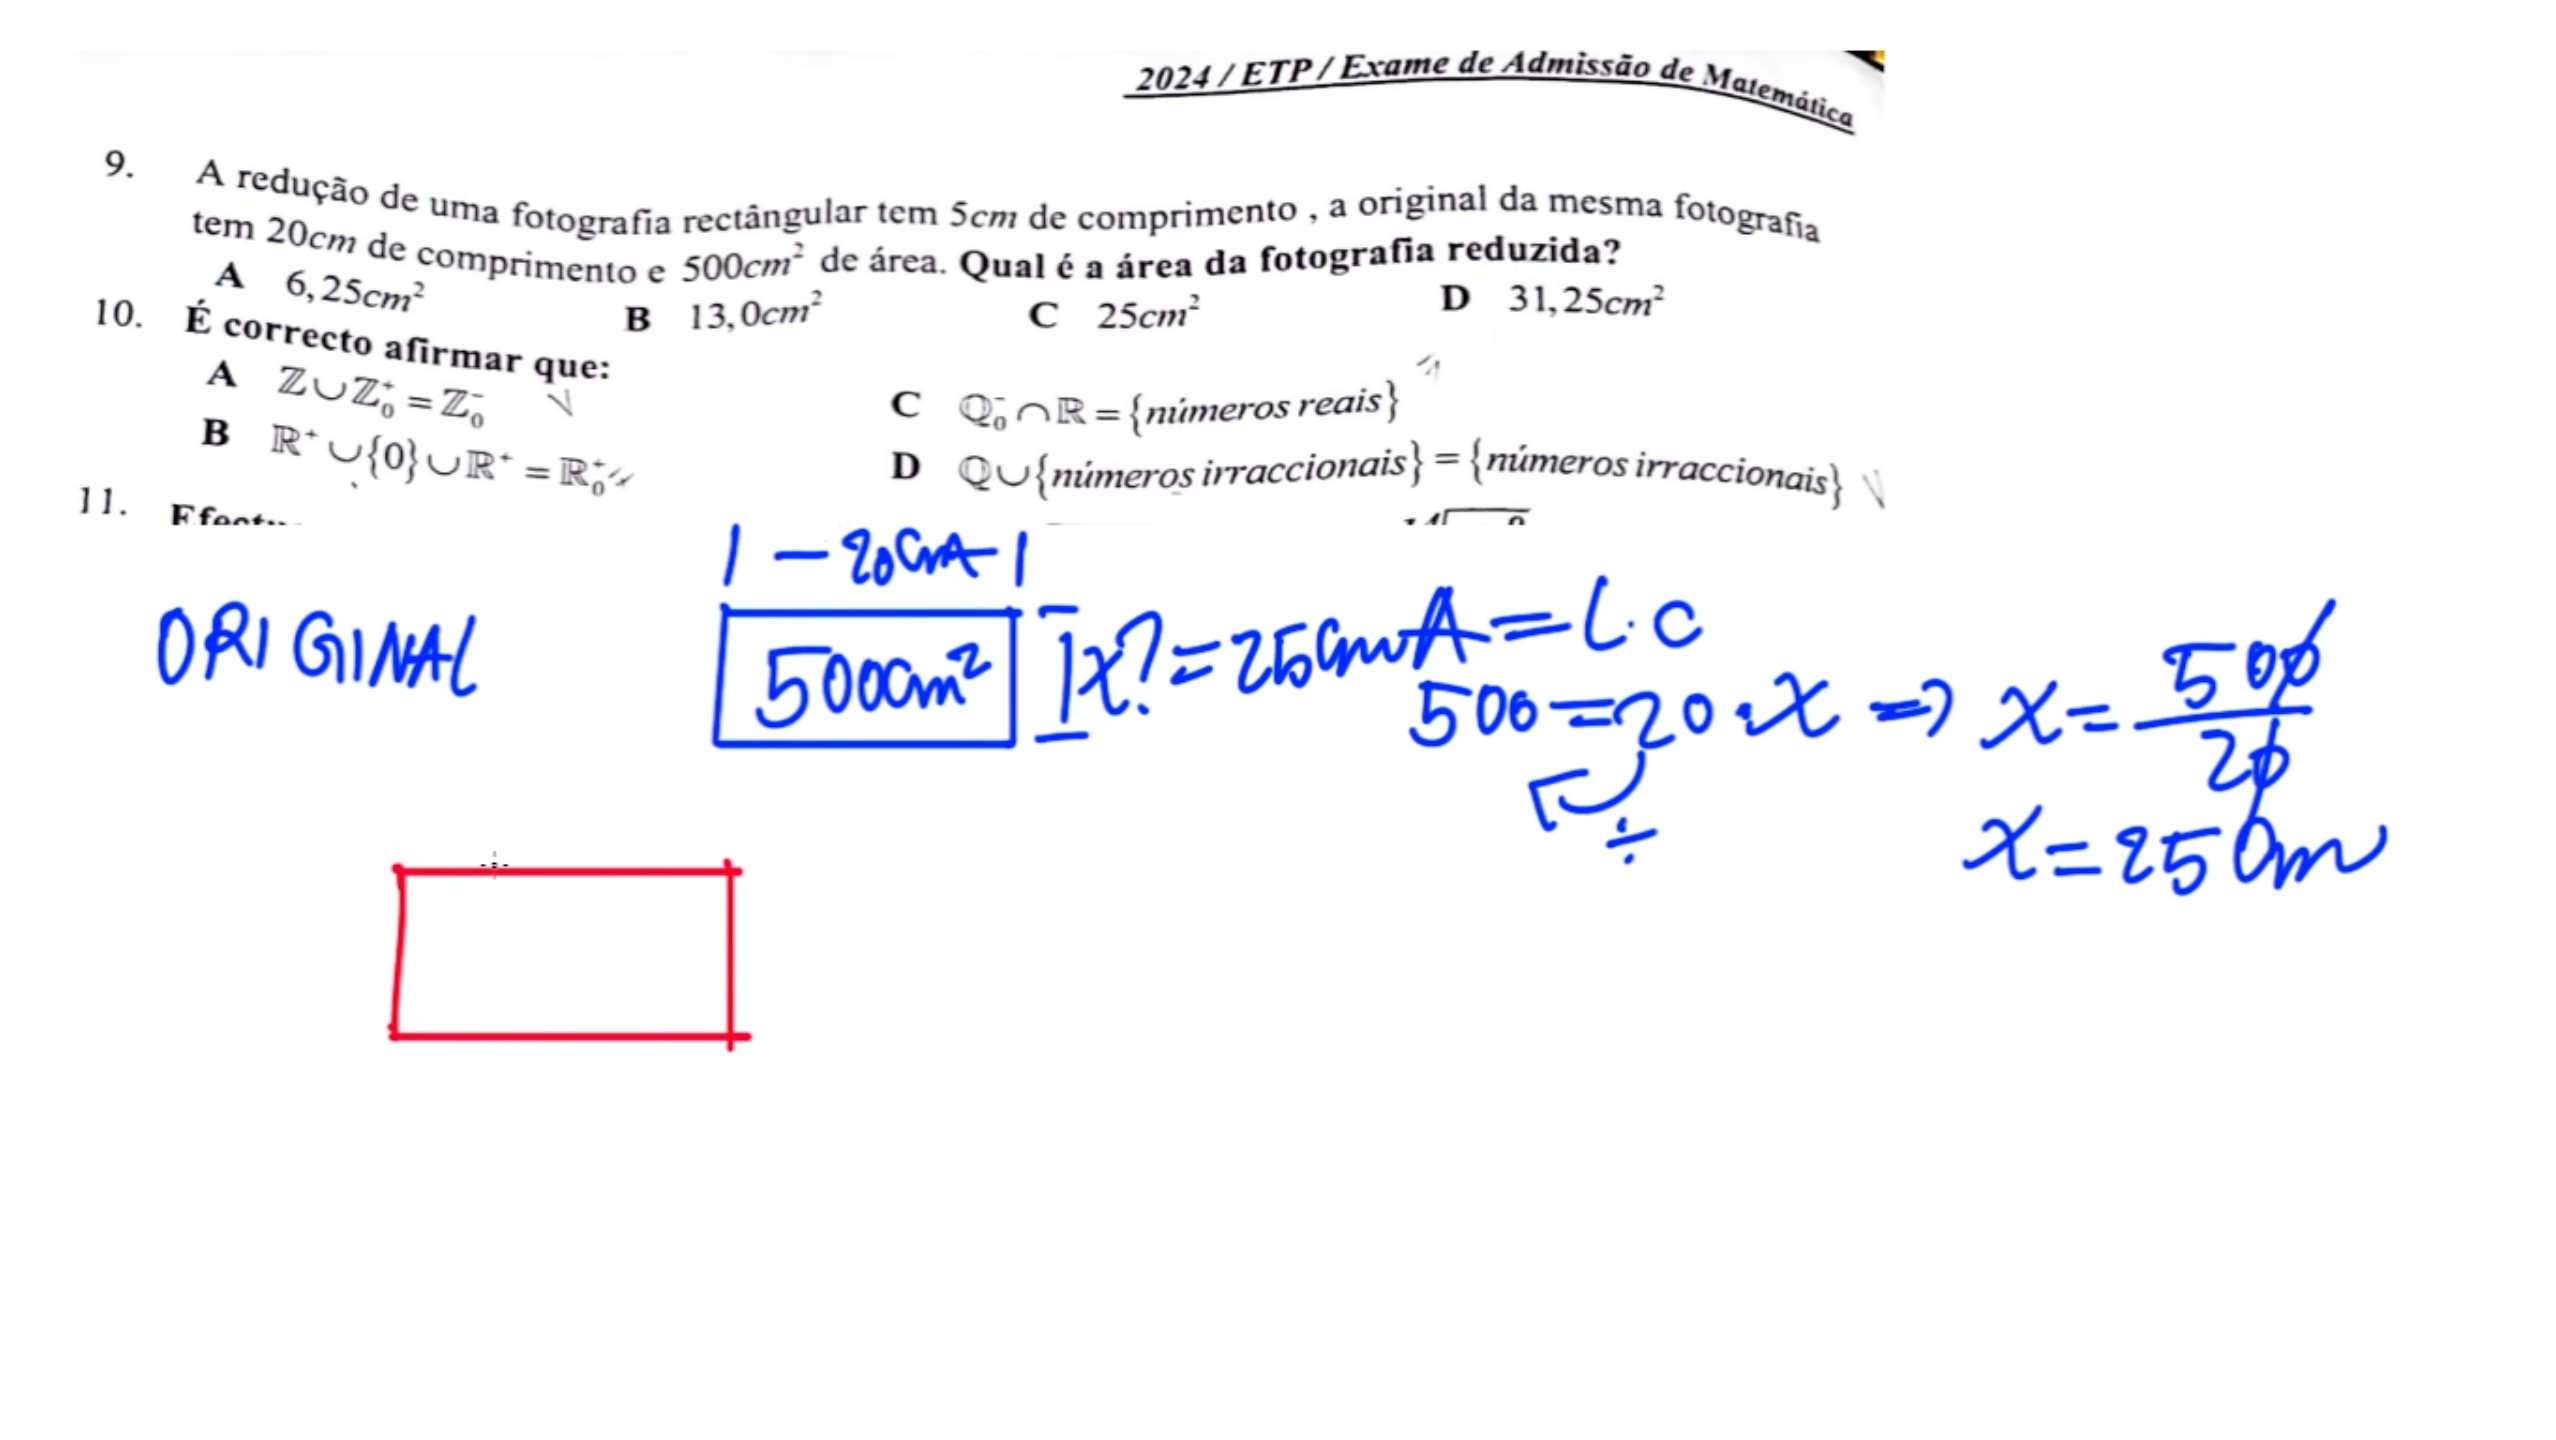 2024 / ETP / Exame de Admissão de Matemática
9. A redução de uma fotografia rectângular tem 5cm de comprimento , a original da mesma fotografia
tem 20cm de comprimento e 500cm² de área. Qual é a área da fotografia reduzida?
A 6,25cm² B 13,0cm² C 25cm² D 31,25cm²
10. É correcto afirmar que:
A ℤ∪ℤ₀⁺ = ℤ₀⁻ C ℚ₀⁻∩ℝ = {números reais}
B ℝ⁺∪{0}∪ℝ⁺ = ℝ₀⁺ D ℚ∪{números irraccionais} = {números irraccionais}
11.
|—20cm—|
ORIGINAL 500cm² x? = 25cm A = L.C
500 = 20·x ⇒ x = 500/20
÷
x = 25cm